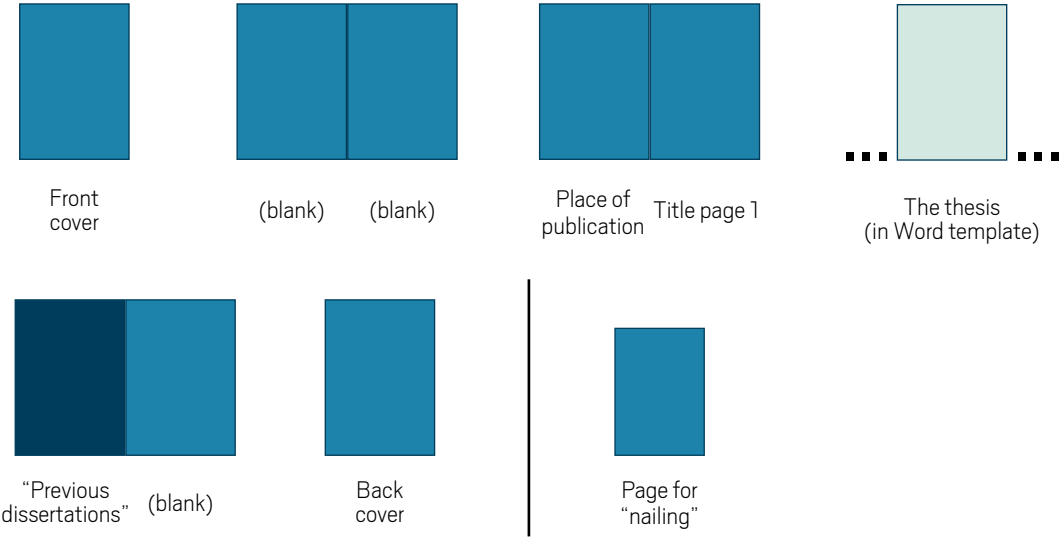 Front
cover
(blank)
(blank)
Place of
publication
Title page 1
The thesis
(in Word template)
“Previous
dissertations”
(blank)
Back
cover
Page for
“nailing”